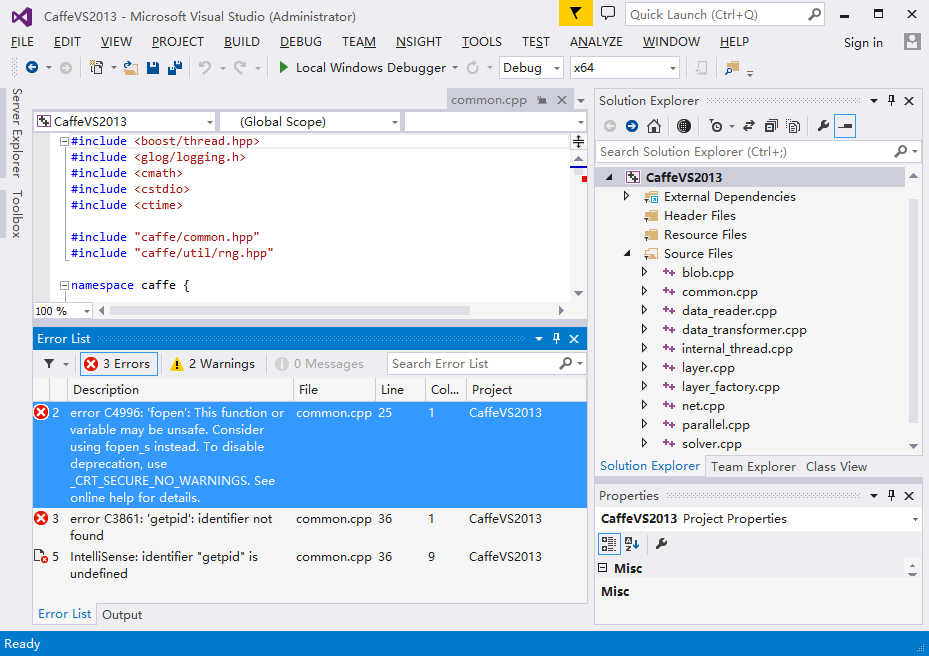 CaffeVS2013 - Microsoft Visual Studio (Administrator)
Quick Launch (Ctrl+Q)
FILE EDIT VIEW PROJECT BUILD DEBUG TEAM NSIGHT TOOLS TEST ANALYZE WINDOW HELP Sign in
Local Windows Debugger Debug x64
Server Explorer
Toolbox
common.cpp
CaffeVS2013 (Global Scope)
#include <boost/thread.hpp>
#include <glog/logging.h>
#include <cmath>
#include <cstdio>
#include <ctime>
#include "caffe/common.hpp"
#include "caffe/util/rng.hpp"
namespace caffe {
100 %
Error List
3 Errors 2 Warnings 0 Messages Search Error List
Description File Line Col... Project
2 error C4996: 'fopen': This function or common.cpp 25 1 CaffeVS2013
variable may be unsafe. Consider
using fopen_s instead. To disable
deprecation, use
_CRT_SECURE_NO_WARNINGS. See
online help for details.
3 error C3861: 'getpid': identifier not common.cpp 36 1 CaffeVS2013
found
5 IntelliSense: identifier "getpid" is common.cpp 36 9 CaffeVS2013
undefined
Error List Output
Solution Explorer
Search Solution Explorer (Ctrl+;)
CaffeVS2013
External Dependencies
Header Files
Resource Files
Source Files
blob.cpp
common.cpp
data_reader.cpp
data_transformer.cpp
internal_thread.cpp
layer.cpp
layer_factory.cpp
net.cpp
parallel.cpp
solver.cpp
Solution Explorer Team Explorer Class View
Properties
CaffeVS2013 Project Properties
Misc
Misc
Ready